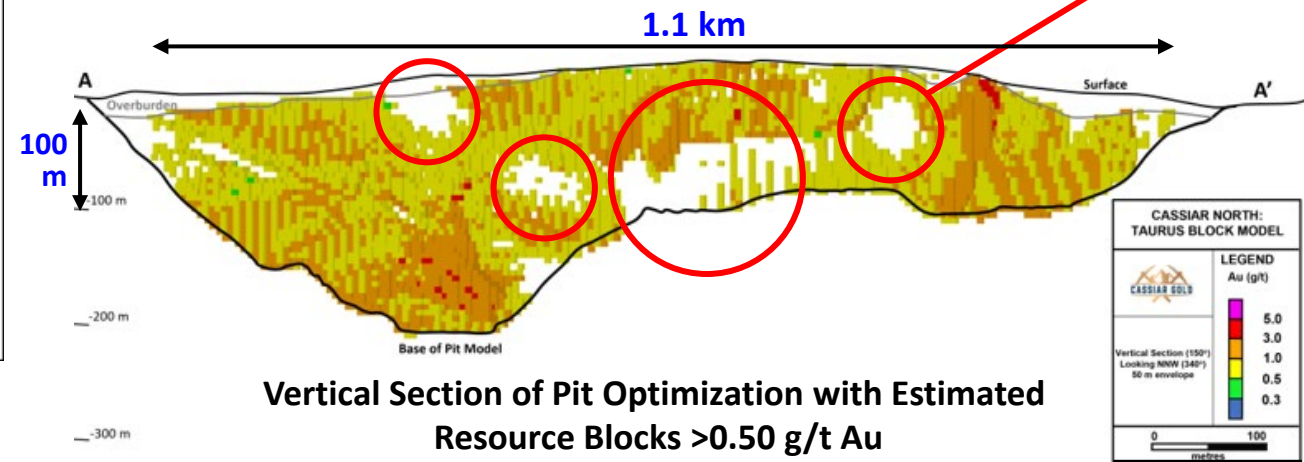 1.1 km
A
Overburden
Surface
A'
100
m
-100 m
-200 m
Base of Pit Model
-300 m
Vertical Section of Pit Optimization with Estimated
Resource Blocks >0.50 g/t Au
CASSIAR NORTH:
TAURUS BLOCK MODEL
CASSIAR GOLD
LEGEND
Au (g/t)
5.0
3.0
1.0
0.5
0.3
Vertical Section (150°)
Looking NNW (340°)
50 m envelope
0 100
metres